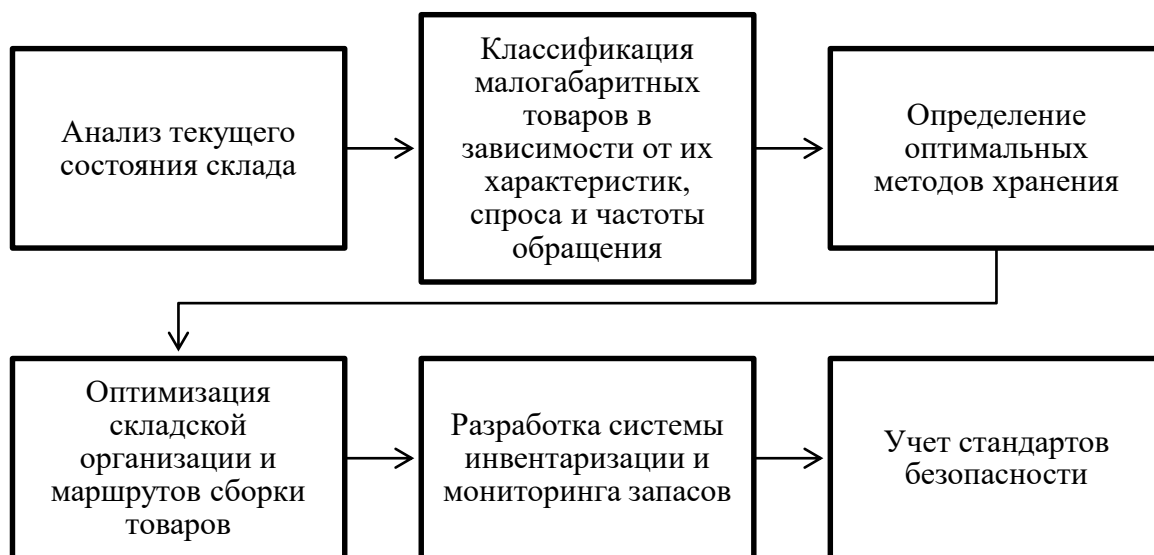 Анализ текущего
состояния склада
Классификация
малогабаритных
товаров в
зависимости от их
характеристик,
спроса и частоты
обращения
Определение
оптимальных
методов хранения
Оптимизация
складской
организации и
маршрутов сборки
товаров
Разработка системы
инвентаризации и
мониторинга запасов
Учет стандартов
безопасности